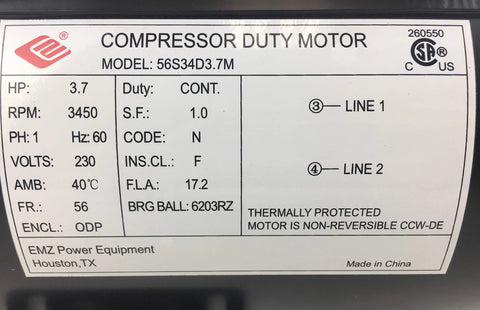 COMPRESSOR DUTY MOTOR
MODEL: 56S34D3.7M
260550
SA
C US
HP: 3.7
RPM: 3450
PH: 1 Hz: 60
VOLTS: 230
AMB: 40℃
FR.: 56
ENCL.: ODP
Duty: CONT.
S.F.: 1.0
CODE: N
INS.CL.: F
F.L.A.: 17.2
BRG BALL: 6203RZ
③— LINE 1
④— LINE 2
THERMALLY PROTECTED
MOTOR IS NON-REVERSIBLE CCW-DE
EMZ Power Equipment
Houston,TX
Made in China